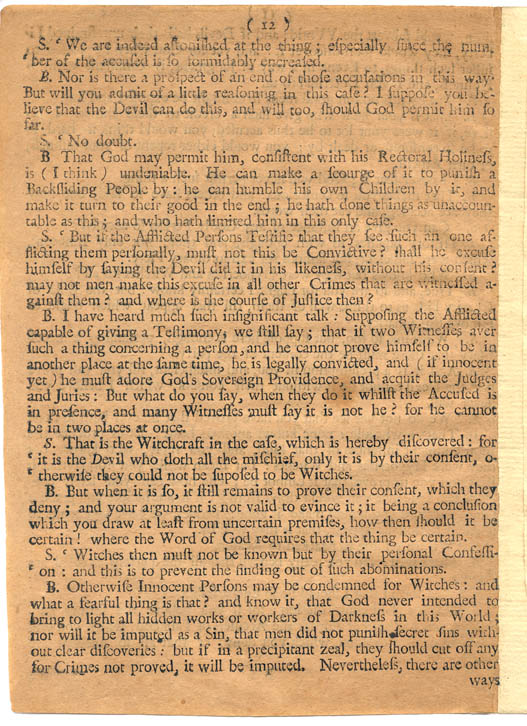 ( 12 )
S. ‘ We are indeed aſtoniſhed at the thing ; eſpecially ſince the num
‘ ber of the accuſed is ſo formidably encreaſed.
B. Nor is there a proſpect of an end of thoſe accuſations in this way.
But will you admit of a little reaſoning in this caſe ? I ſuppoſe you be-
lieve that the Devil can do this, and will too, ſhould God permit him ſo
far.
S. ‘ No doubt.
B That God may permit him, conſiſtent with his Rectoral Holineſs,
is ( I think ) undeniable. He can make a ſcourge of it to puniſh a
Backſliding People by : he can humble his own Children by it, and
make it turn to their good in the end ; he hath done things as unaccoun-
table as this ; and who hath limited him in this only caſe.
S. ‘ But if the Afflicted Perſons Teſtifie that they ſee ſuch an one af-
flicting them perſonally, muſt not this be Convictive ? ſhall he excuſe
himſelf by ſaying the Devil did it in his likeneſs, without his conſent ?
may not men make this excuſe in all other Crimes that are witneſſed a-
gainſt them ? and where is the courſe of Juſtice then ?
B. I have heard much ſuch inſignificant talk : Suppoſing the Afflicted
capable of giving a Teſtimony, we ſtill ſay ; that if two Witneſſes aver
ſuch a thing concerning a perſon, and he cannot prove himſelf to be in
another place at the ſame time, he is legally convicted, and ( if innocent
yet ) he muſt adore God's Sovereign Providence, and acquit the Judges
and Juries : But what do you ſay, when they do it whilſt the Accuſed is
in preſence, and many Witneſſes muſt ſay it is not he ? for he cannot
be in two places at once.
S. That is the Witchcraft in the caſe, which is hereby diſcovered : for
‘ it is the Devil who doth all the miſchief, only it is by their conſent, o-
‘ therwiſe they could not be ſupoſed to be Witches.
B. But when it is ſo, it ſtill remains to prove their conſent, which they
deny ; and your argument is not valid to evince it ; it being a concluſion
which you draw at leaſt from uncertain premiſes, how then ſhould it be
certain ! where the Word of God requires that the thing be certain.
S. ‘ Witches then muſt not be known but by their perſonal Confeſſi-
‘ on : and this is to prevent the finding out of ſuch abominations.
B. Otherwiſe Innocent Perſons may be condemned for Witches : and
what a fearful thing is that ? and know it, that God never intended to
bring to light all hidden works or workers of Darkneſs in this World ;
nor will it be imputed as a Sin, that men did not puniſh ſecret ſins with-
out clear diſcoveries : but if in a precipitant zeal, they ſhould cut off any
for Crimes not proved, it will be imputed. Nevertheleſs, there are other
ways